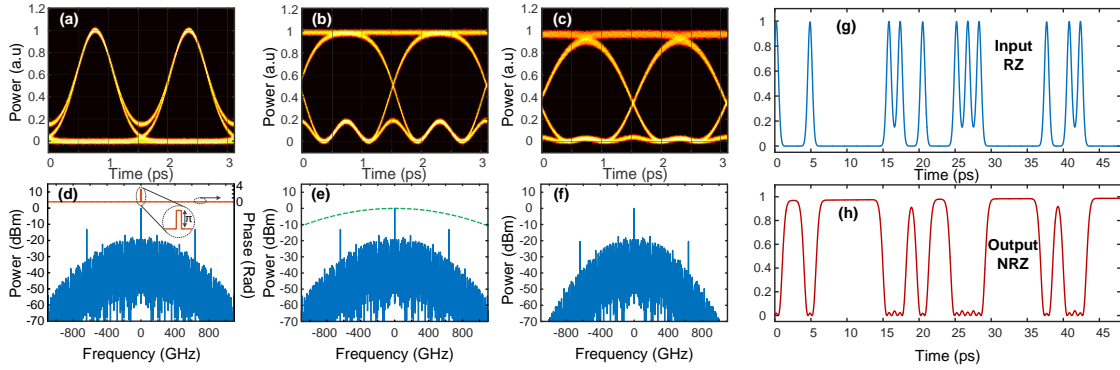 (a)
1
0.8
0.6
0.4
0.2
0
Power (a.u)
0 1 2 3
Time (ps)
(b)
1
0.8
0.6
0.4
0.2
0
Power (a.u)
0 1 2 3
Time (ps)
(c)
1
0.8
0.6
0.4
0.2
0
Power (a.u)
0 1 2 3
Time (ps)
(g)
Input
RZ
1
0.8
0.6
0.4
0.2
0
0 5 10 15 20 25 30 35 40 45
Time (ps)
(d)
10
0
-10
-20
-30
-40
-50
-60
-70
Power (dBm)
4
0
Phase (Rad)
π
-800 -400 0 400 800
Frequency (GHz)
(e)
10
0
-10
-20
-30
-40
-50
-60
-70
Power (dBm)
-800 -400 0 400 800
Frequency (GHz)
(f)
10
0
-10
-20
-30
-40
-50
-60
-70
Power (dBm)
-800 -400 0 400 800
Frequency (GHz)
(h)
Output
NRZ
1
0.8
0.6
0.4
0.2
0
0 5 10 15 20 25 30 35 40 45
Time (ps)